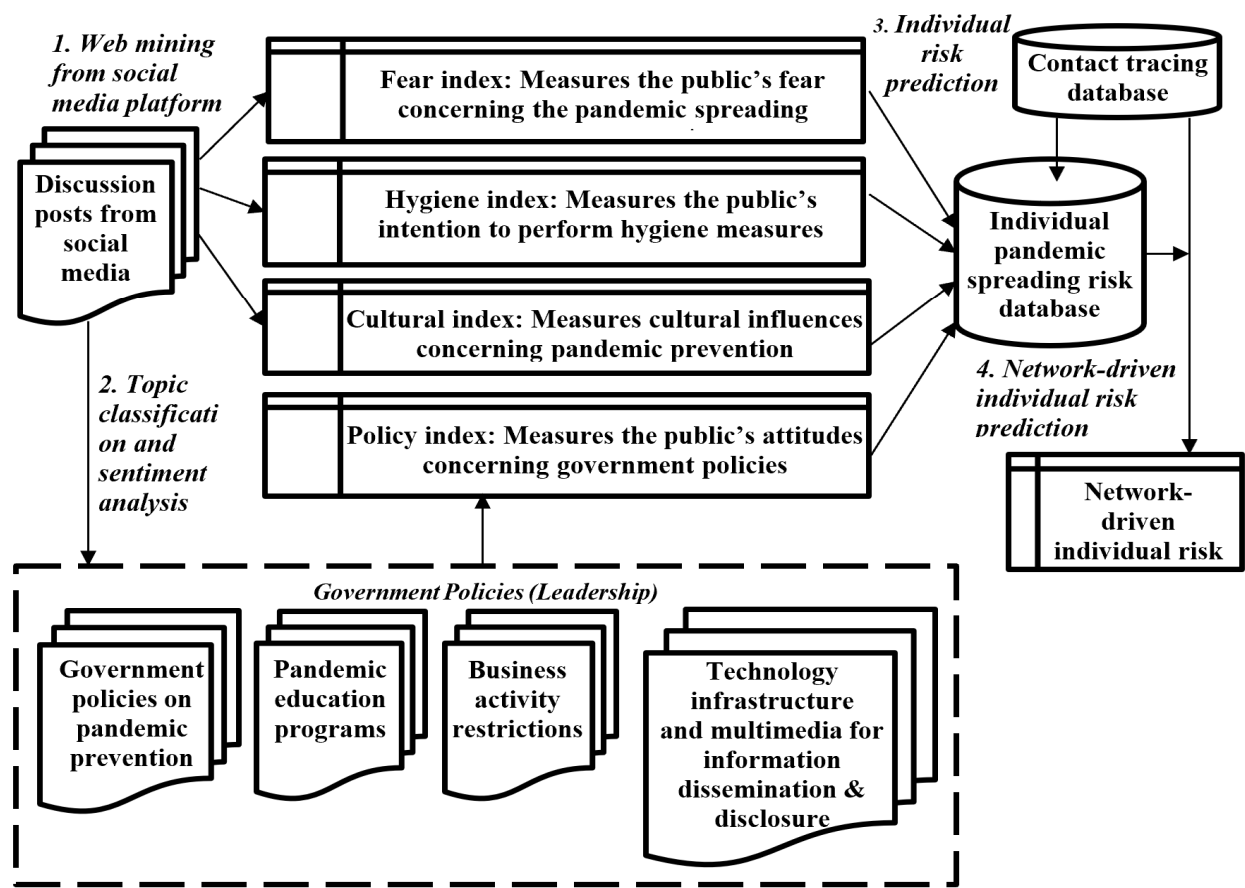 1. Web mining
from social
media platform
Discussion
posts from
social
media
2. Topic
classificati
on and
sentiment
analysis
Fear index: Measures the public’s fear
concerning the pandemic spreading
Hygiene index: Measures the public’s
intention to perform hygiene measures
Cultural index: Measures cultural influences
concerning pandemic prevention
Policy index: Measures the public’s attitudes
concerning government policies
3. Individual
risk
prediction
Contact tracing
database
Individual
pandemic
spreading risk
database
4. Network-driven
individual risk
prediction
Network-
driven
individual risk
Government Policies (Leadership)
Government
policies on
pandemic
prevention
Pandemic
education
programs
Business
activity
restrictions
Technology
infrastructure
and multimedia for
information
dissemination &
disclosure